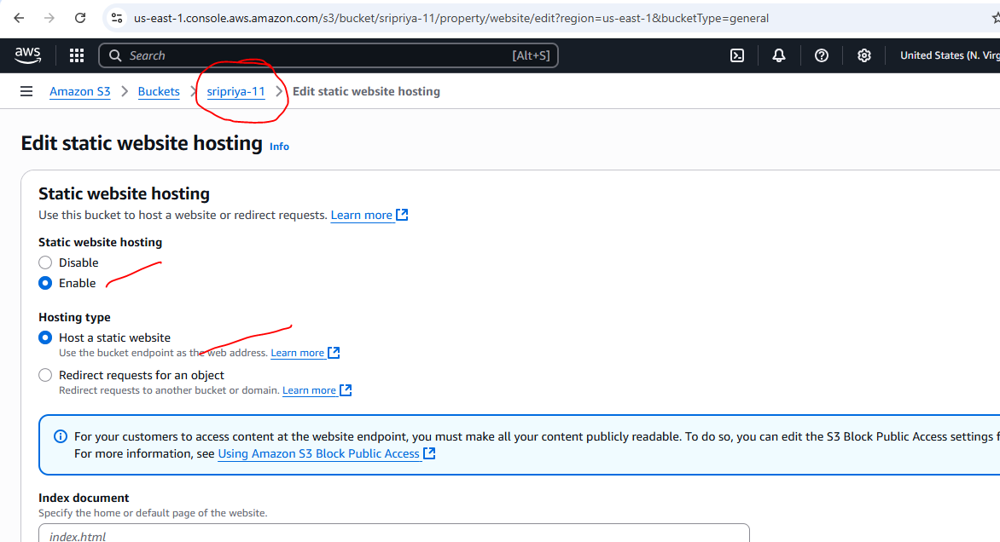 us-east-1.console.aws.amazon.com/s3/bucket/sripriya-11/property/website/edit?region=us-east-1&bucketType=general
aws Search [Alt+S] United States (N. Virg
Amazon S3 > Buckets > sripriya-11 > Edit static website hosting
Edit static website hosting Info
Static website hosting
Use this bucket to host a website or redirect requests. Learn more
Static website hosting
Disable
Enable
Hosting type
Host a static website
Use the bucket endpoint as the web address. Learn more
Redirect requests for an object
Redirect requests to another bucket or domain. Learn more
For your customers to access content at the website endpoint, you must make all your content publicly readable. To do so, you can edit the S3 Block Public Access settings f
For more information, see Using Amazon S3 Block Public Access
Index document
Specify the home or default page of the website.
index.html